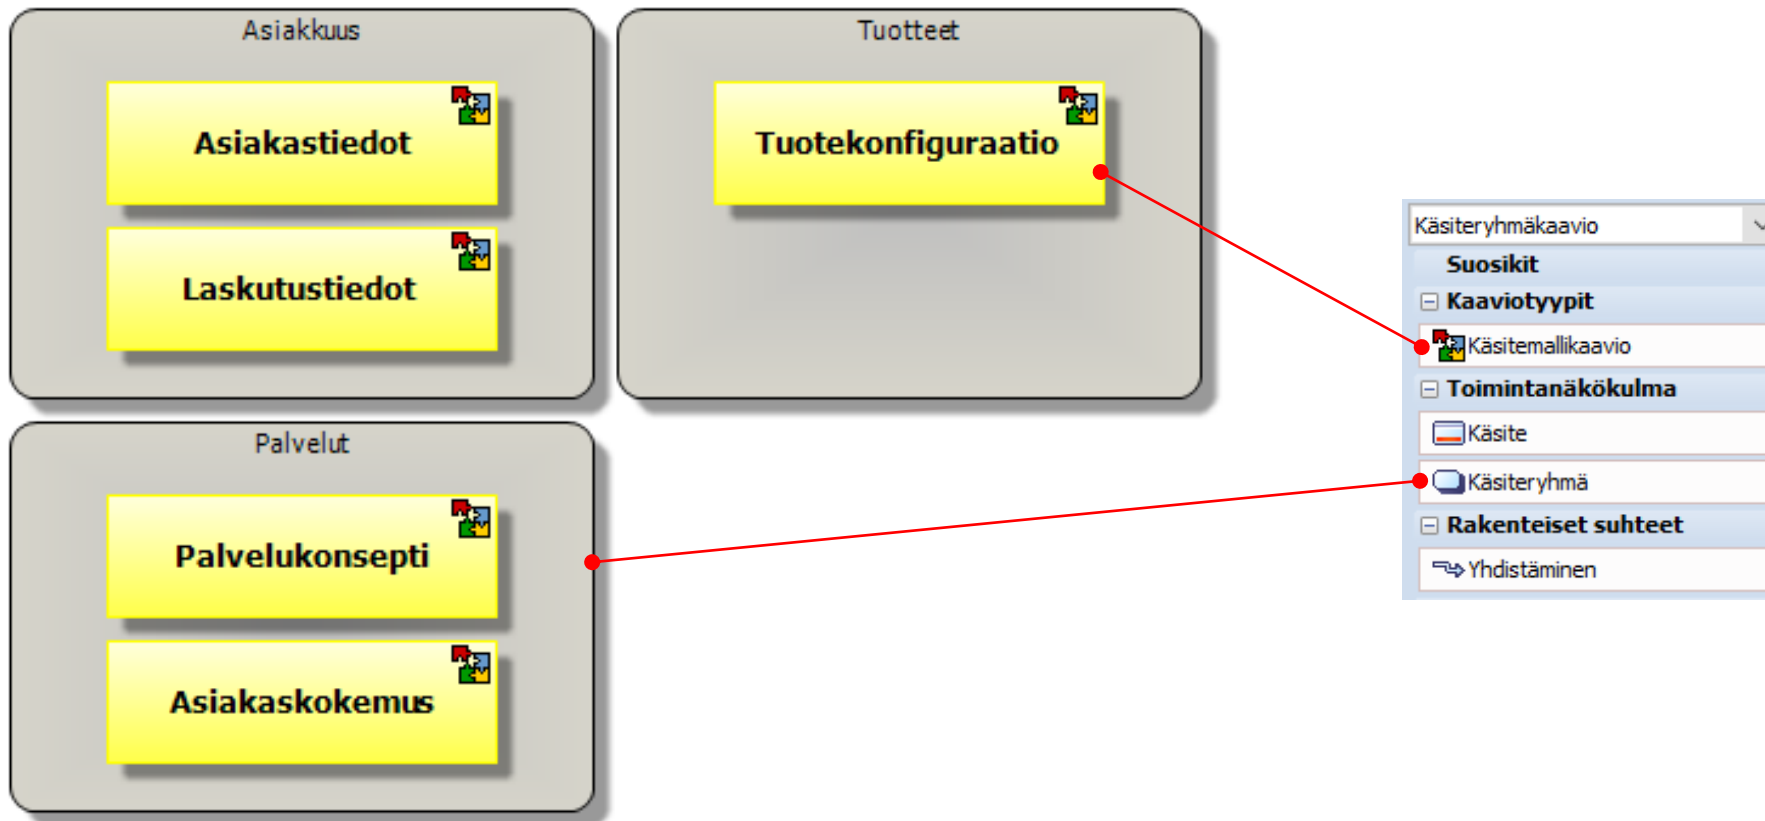 Asiakkuus
Asiakastiedot
Laskutustiedot
Tuotteet
Tuotekonfiguraatio
Palvelut
Palvelukonsepti
Asiakaskokemus
Käsiteryhmäkaavio
Suosikit
Kaaviotyypit
Käsitemallikaavio
Toimintanäkökulma
Käsite
Käsiteryhmä
Rakenteiset suhteet
Yhdistäminen